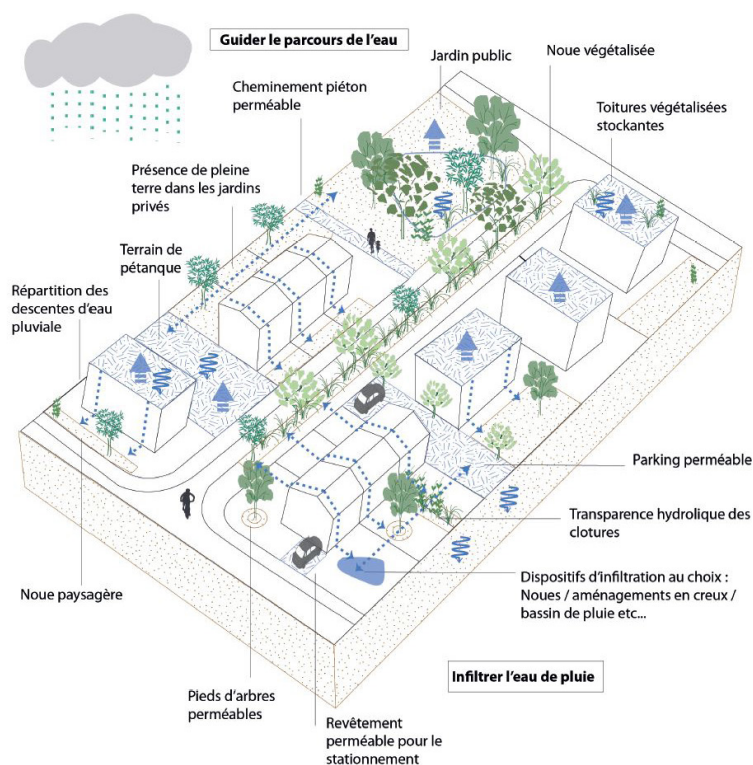 Guider le parcours de l'eau
Jardin public
Noue végétalisée
Cheminement piéton
perméable
Toitures végétalisées
stockantes
Présence de pleine
terre dans les jardins
privés
Terrain de
pétanque
Répartition des
descentes d'eau
pluviale
Parking perméable
Transparence hydrolique des
clotures
Dispositifs d'infiltration au choix :
Noues / aménagements en creux /
bassin de pluie etc...
Noue paysagère
Infiltrer l'eau de pluie
Pieds d'arbres
perméables
Revêtement
perméable pour le
stationnement